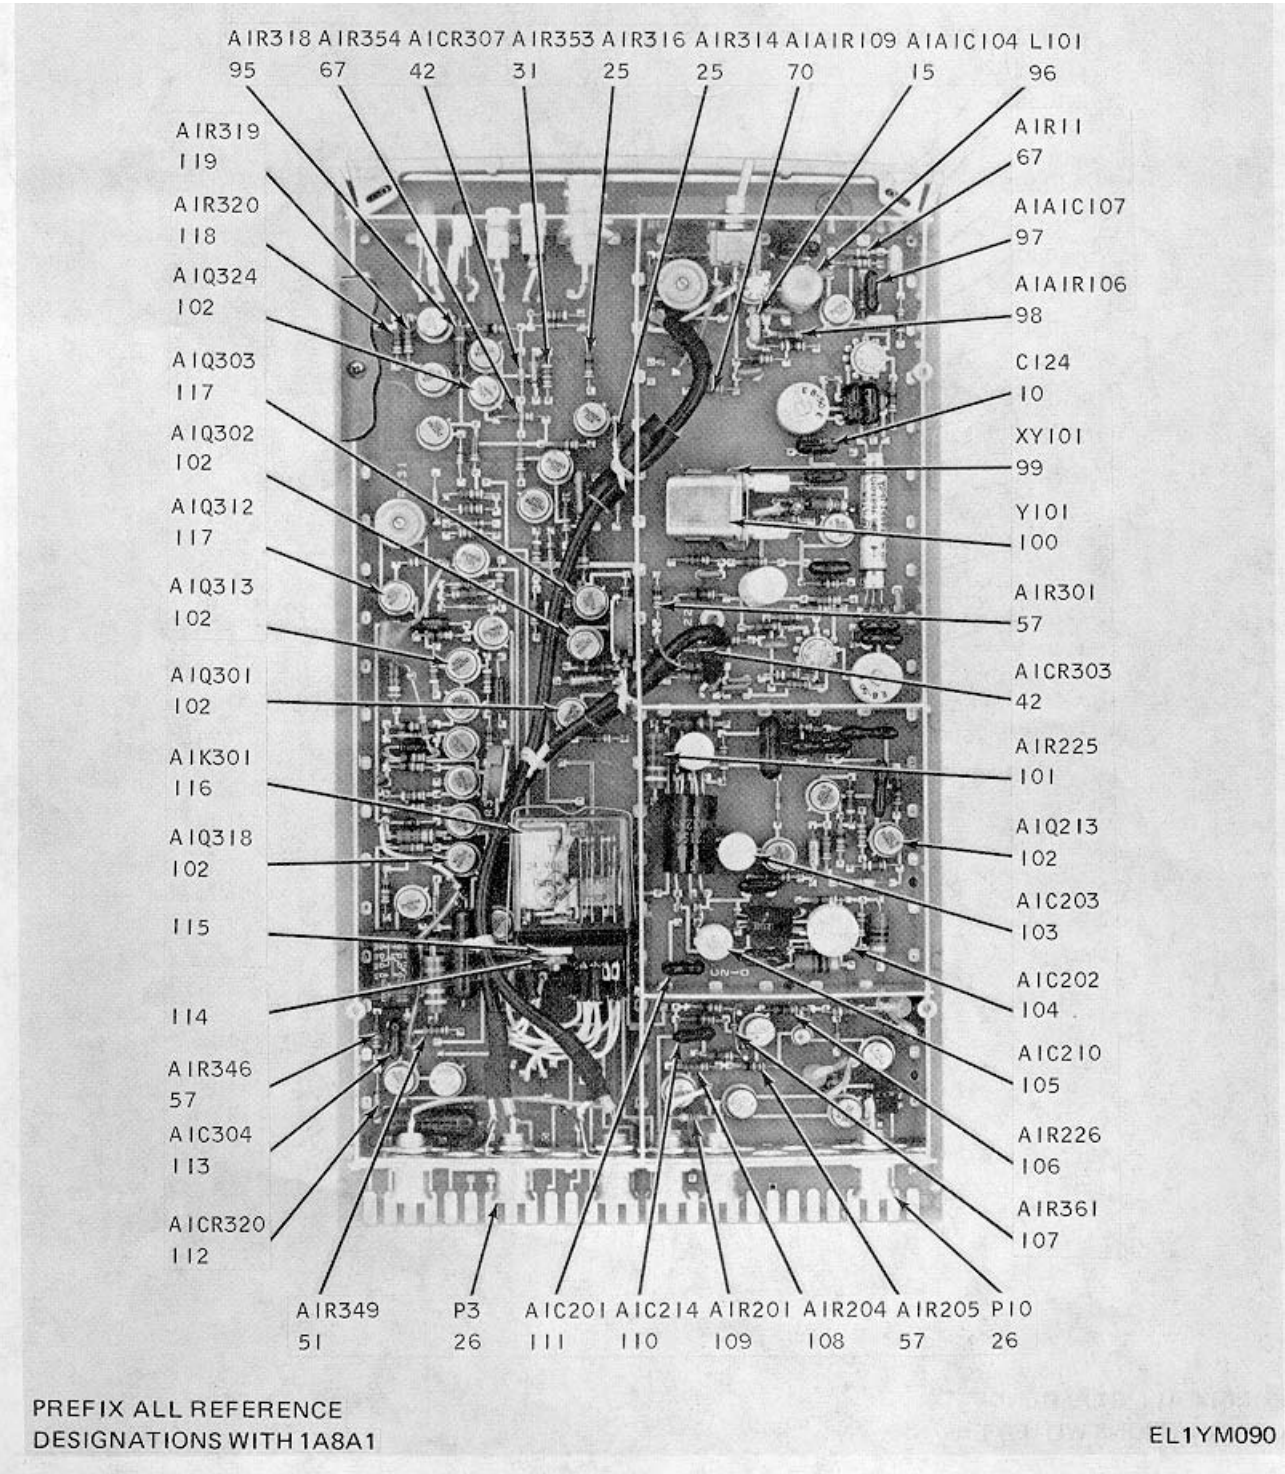 A1R318 A1R354 A1CR307 A1R353 A1R316 A1R314 A1A1R109 A1A1C104 L101
95 67 42 31 25 25 70 15 96
A1R319
119
A1R320
118
A1Q324
102
A1Q303
117
A1Q302
102
A1Q312
117
A1Q313
102
A1Q301
102
A1K301
116
A1Q318
102
115
114
A1R346
57
A1C304
113
A1CR320
112
A1R11
67
A1A1C107
97
A1A1R106
98
C124
10
XY101
99
Y101
100
A1R301
57
A1CR303
42
A1R225
101
A1Q213
102
A1C203
103
A1C202
104
A1C210
105
A1R226
106
A1R361
107
A1R349 P3 A1C201 A1C214 A1R201 A1R204 A1R205 P10
51 26 111 110 109 108 57 26
PREFIX ALL REFERENCE
DESIGNATIONS WITH 1A8A1
EL1YM090